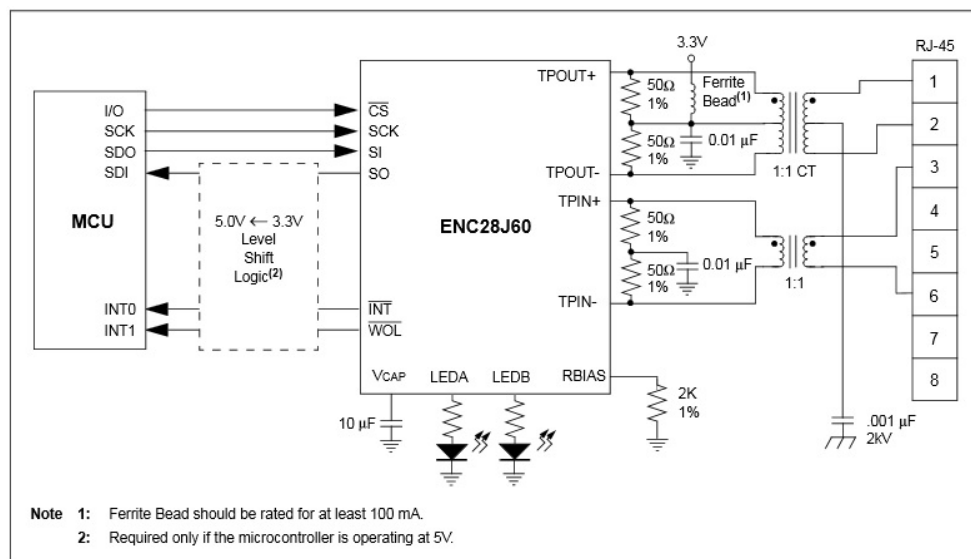 3.3V
RJ-45
TPOUT+
50Ω
1%
Ferrite
Bead(1)
1
I/O
CS
SCK
SCK
SDO
SI
SDI
SO
50Ω
1%
0.01 µF
2
TPOUT-
1:1 CT
3
MCU
5.0V ← 3.3V
Level
Shift
Logic(2)
ENC28J60
TPIN+
50Ω
1%
4
50Ω
1%
0.01 µF
5
TPIN-
1:1
6
INT0
INT
INT1
WOL
7
VCAP
LEDA
LEDB
RBIAS
8
10 µF
2K
1%
.001 µF
2kV
Note 1: Ferrite Bead should be rated for at least 100 mA.
2: Required only if the microcontroller is operating at 5V.